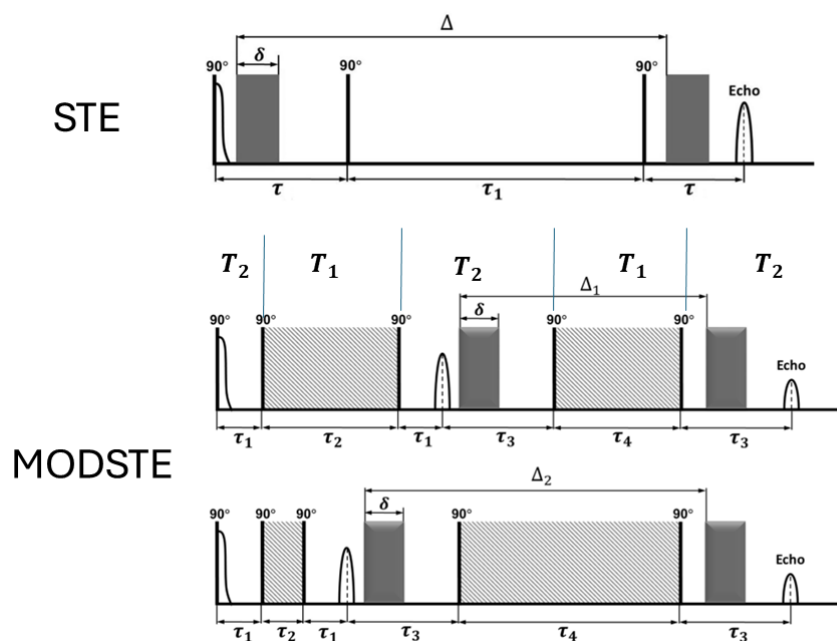 Δ
90° δ 90° 90°
Echo
STE
τ τ₁ τ
T₂ T₁ T₂ T₁ T₂
Δ₁
90° 90° 90° δ 90° 90°
Echo
τ₁ τ₂ τ₁ τ₃ τ₄ τ₃
MODSTE
Δ₂
90° 90° 90° δ 90° 90°
Echo
τ₁ τ₂ τ₁ τ₃ τ₄ τ₃